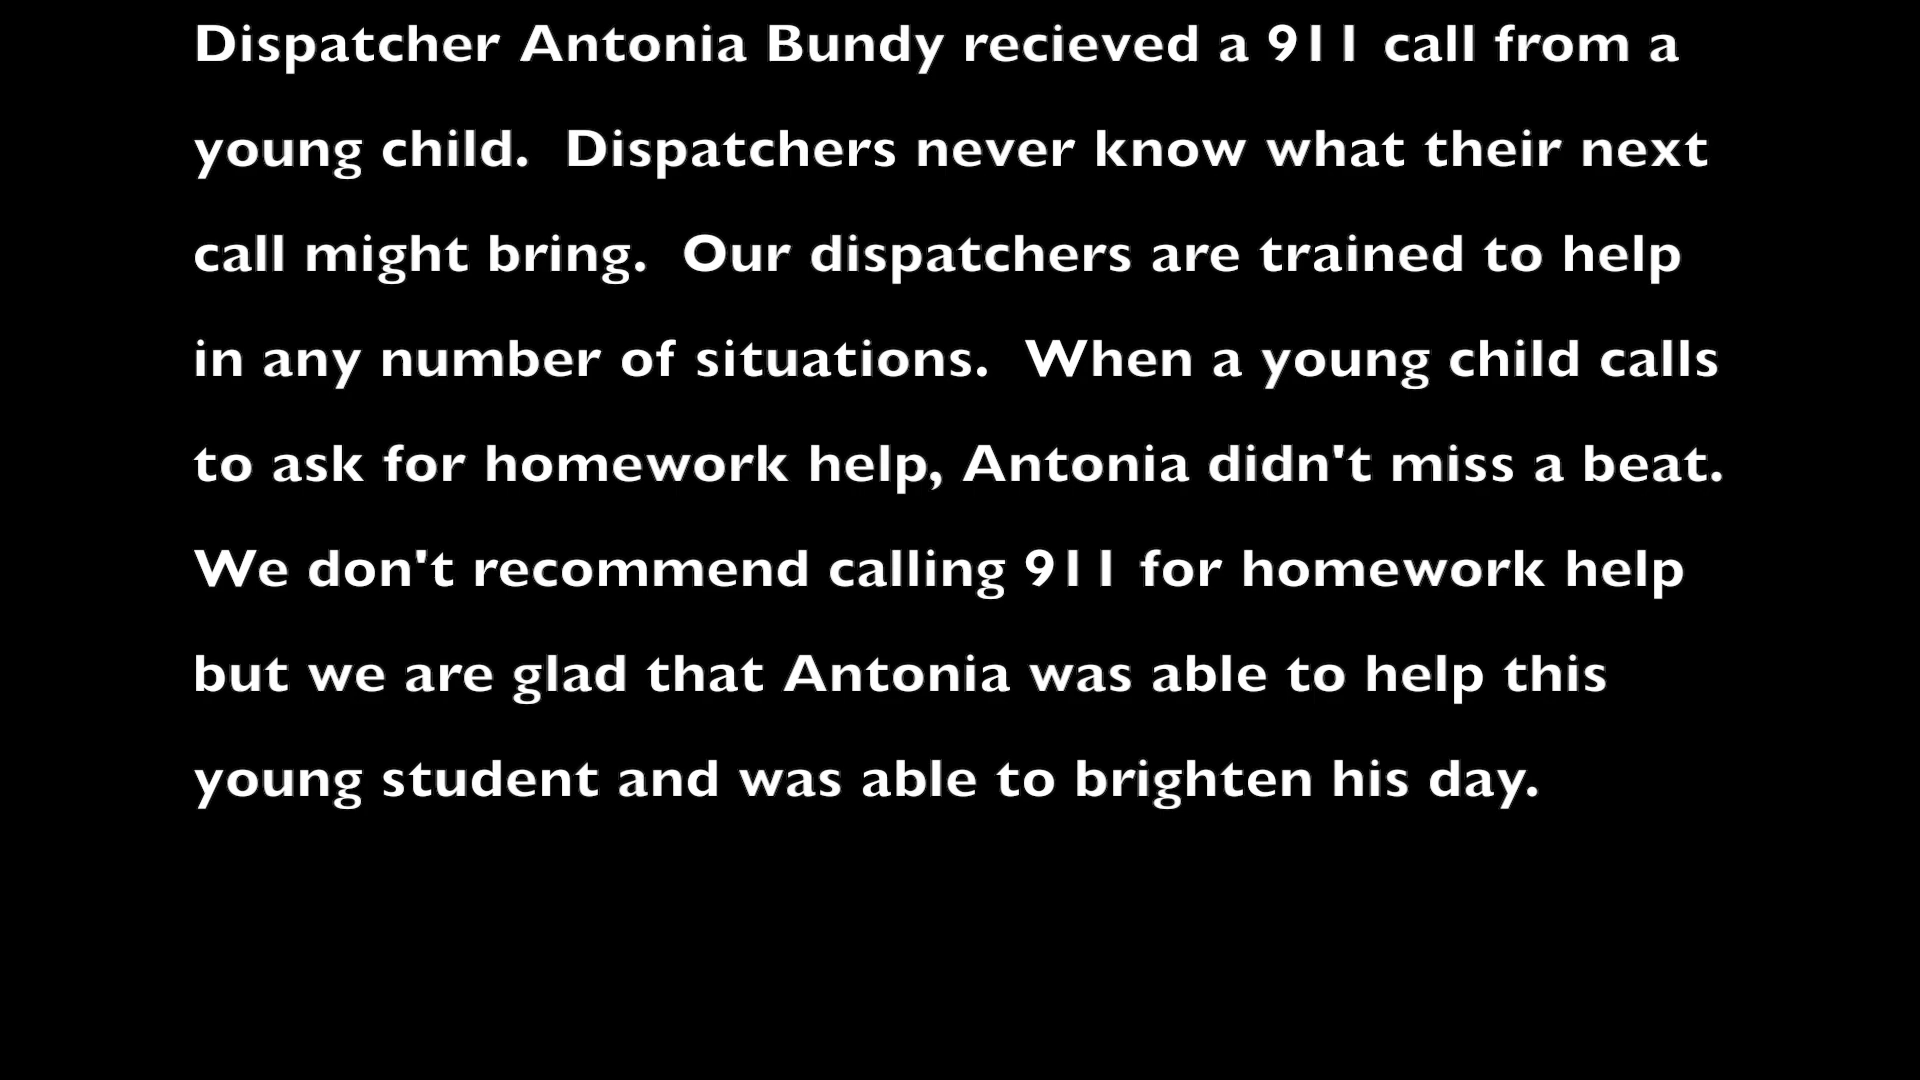 Dispatcher Antonia Bundy recieved a 911 call from a
young child.  Dispatchers never know what their next
call might bring.  Our dispatchers are trained to help
in any number of situations.  When a young child calls
to ask for homework help, Antonia didn't miss a beat.
We don't recommend calling 911 for homework help
but we are glad that Antonia was able to help this
young student and was able to brighten his day.